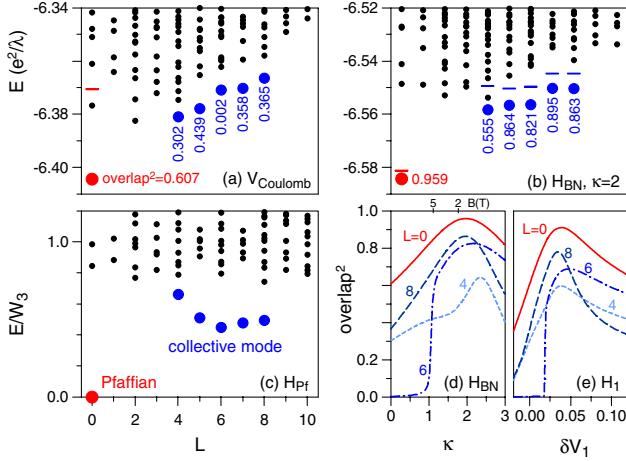 -6.34
-6.38
-6.40
E (e²/λ)
0.302
0.439
0.002
0.358
0.365
overlap²=0.607
(a) V_Coulomb
-6.52
-6.54
-6.56
-6.58
0.555
0.864
0.821
0.895
0.863
0.959
(b) H_BN, κ=2
1.0
0.0
E/W₃
collective mode
Pfaffian
(c) H_Pf
0 2 4 6 8 10
L
5 2 B(T)
1.0
0.8
0.6
0.4
0.2
0.0
overlap²
L=0
8
4
6
(d) H_BN
0 1 2 3
κ
L=0
8
6
4
(e) H₁
0.00 0.05 0.10
δV₁